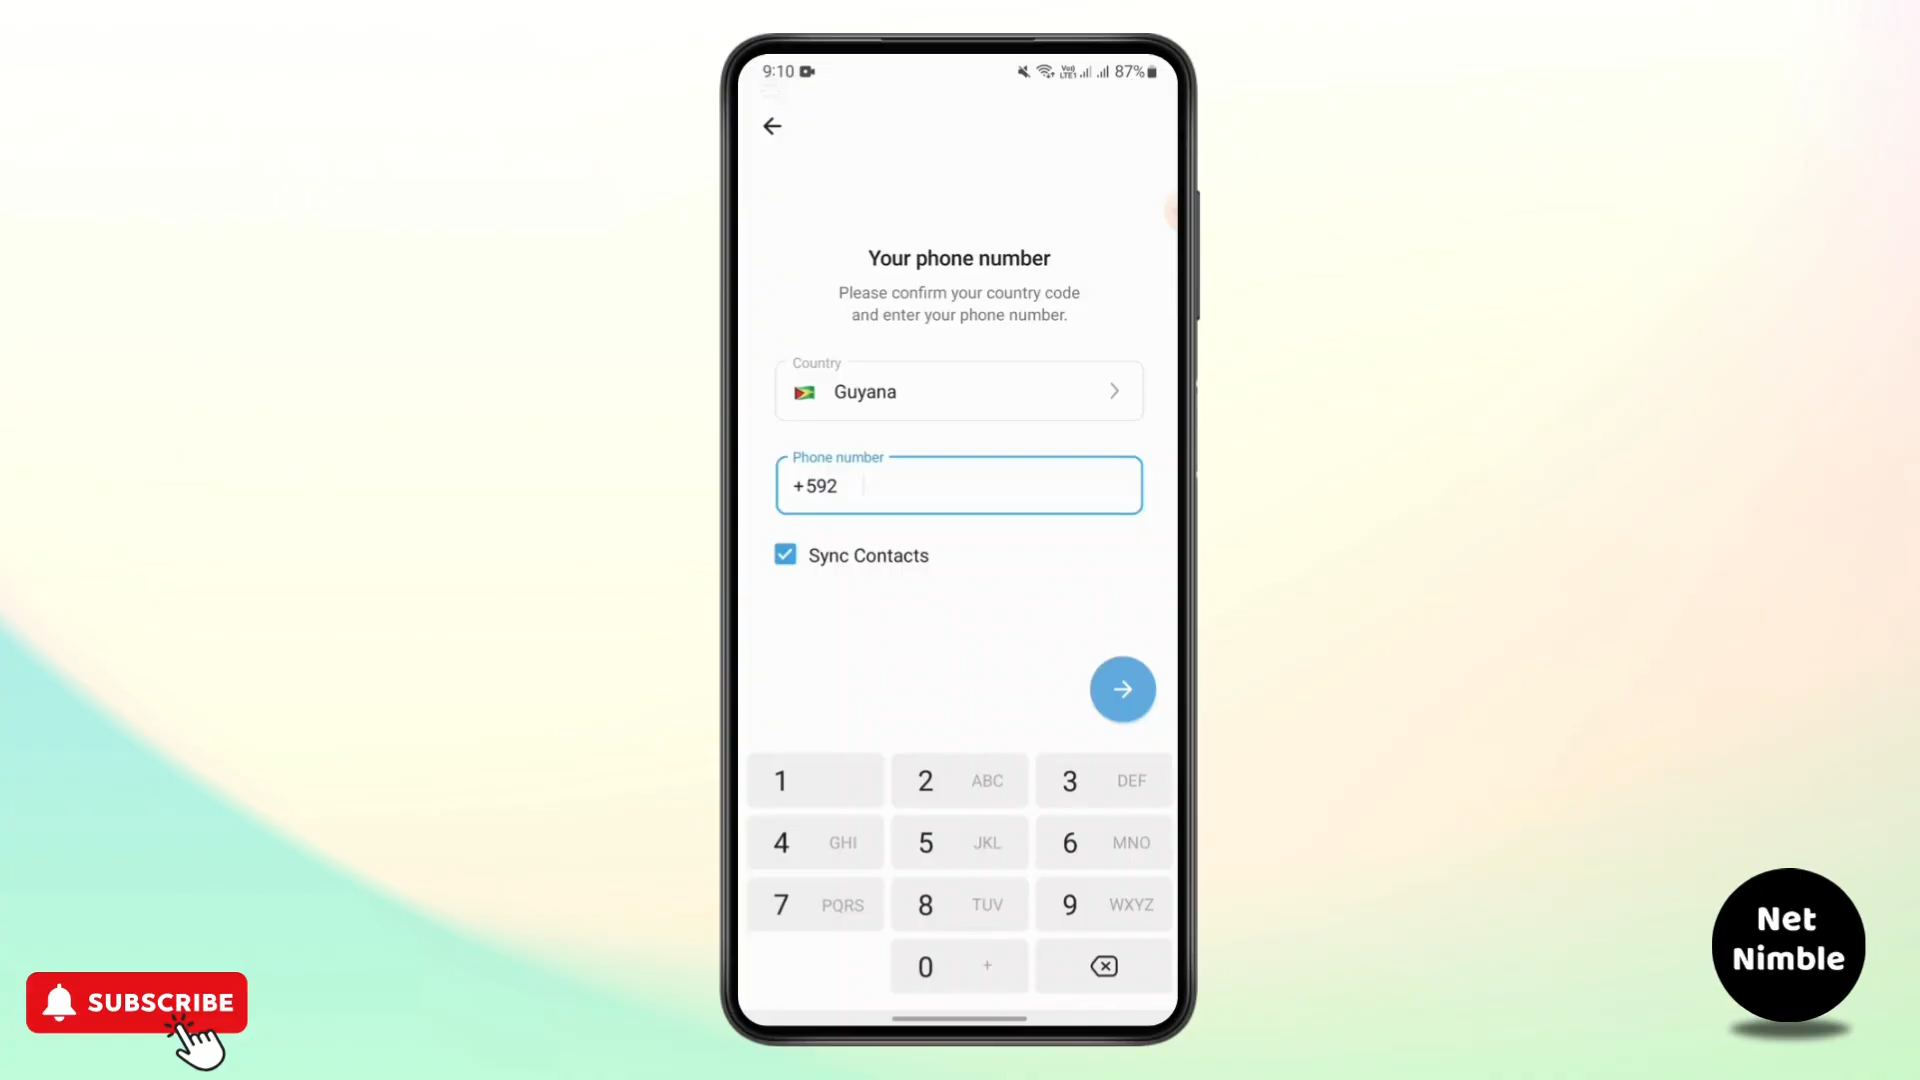 9:10
Vo)) LTE1 87%
Your phone number
Please confirm your country code
and enter your phone number.
Country
Guyana
Phone number
+592
Sync Contacts
1
2 ABC
3 DEF
4 GHI
5 JKL
6 MNO
7 PQRS
8 TUV
9 WXYZ
0 +
SUBSCRIBE
Net
Nimble